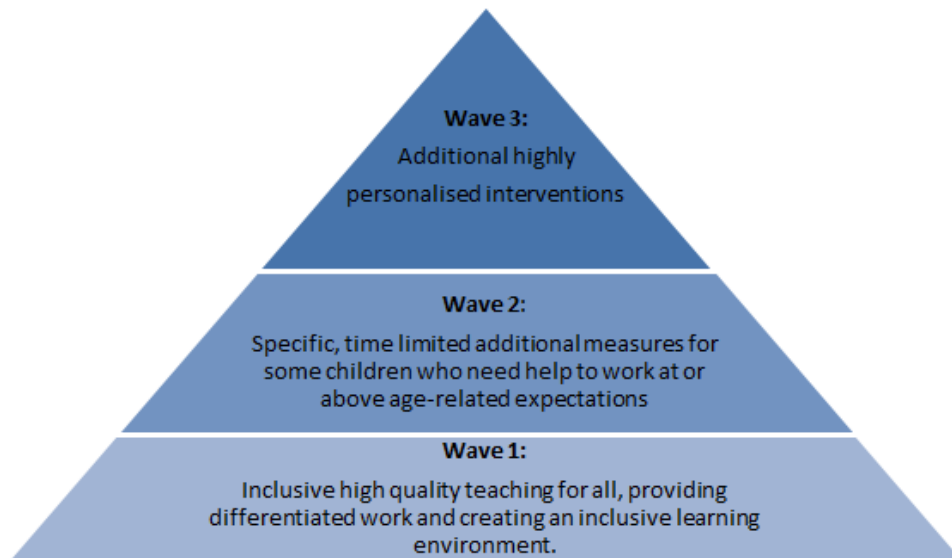 Wave 3:
Additional highly
personalised interventions
Wave 2:
Specific, time limited additional measures for
some children who need help to work at or
above age-related expectations
Wave 1:
Inclusive high quality teaching for all, providing
differentiated work and creating an inclusive learning
environment.